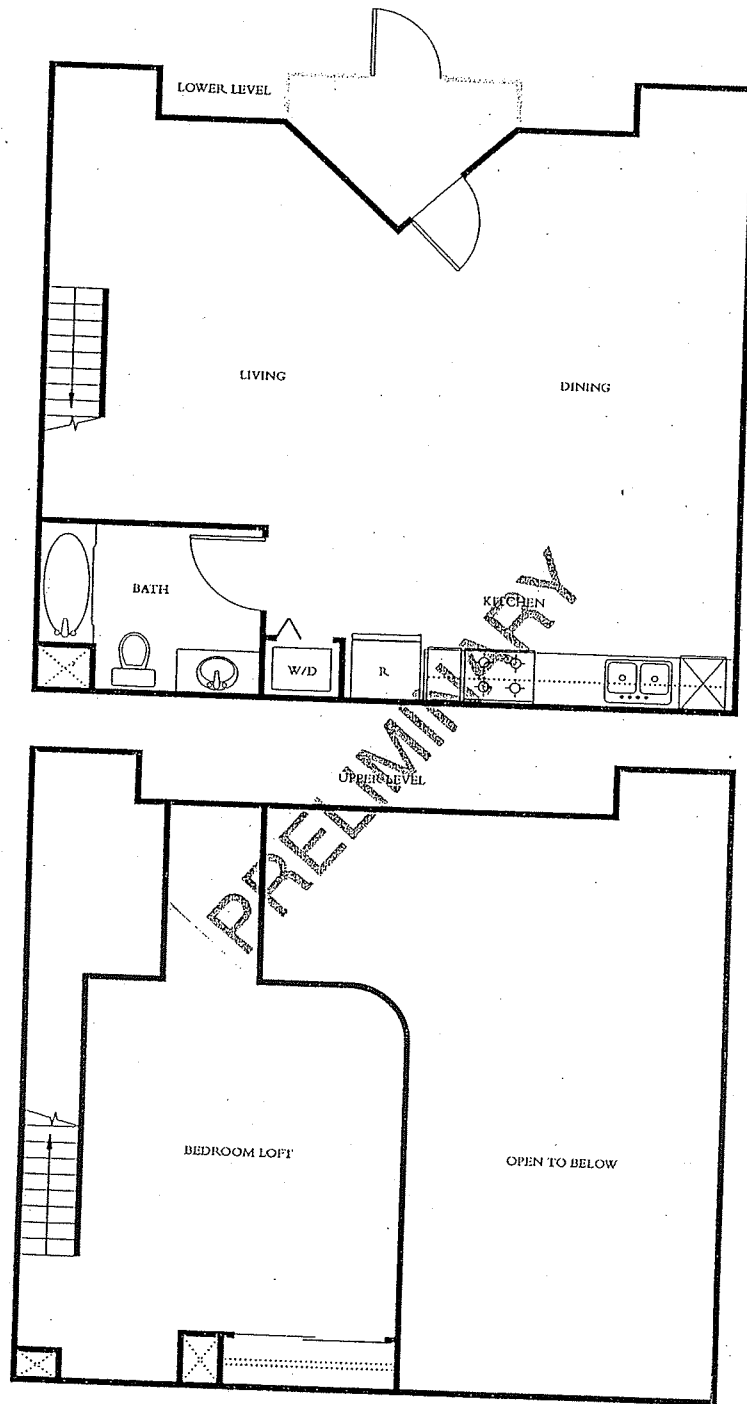 LOWER LEVEL
LIVING
DINING
BATH
KITCHEN
W/D
R
UPPER LEVEL
PRELIMINARY
BEDROOM LOFT
OPEN TO BELOW